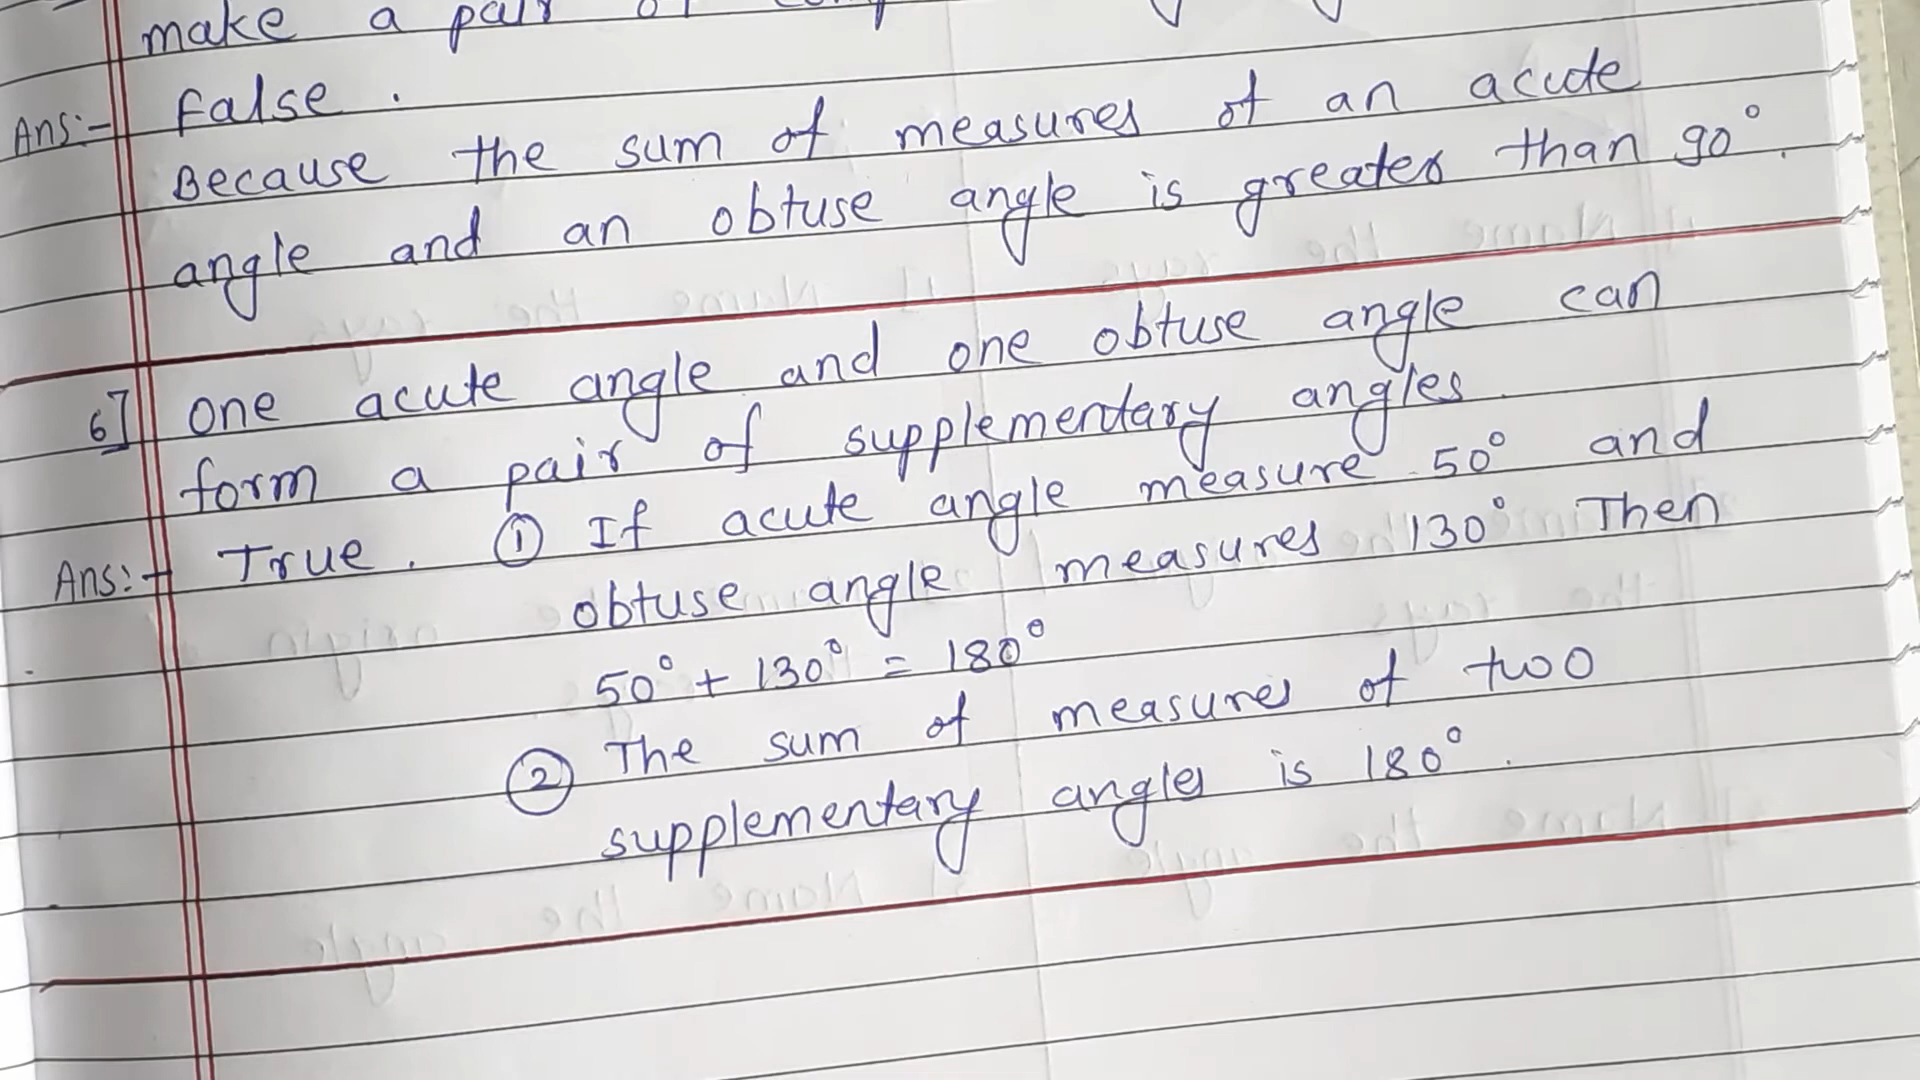 make a pair of
Ans:- False.
Because the sum of measures of an acute
angle and an obtuse angle is greater than 90°.
6] One acute angle and one obtuse angle can
form a pair of supplementary angles.
Ans:- True. ① If acute angle measure 50° and
obtuse angle measures 130° Then
50° + 130° = 180°
② The sum of measures of two
supplementary angles is 180°.